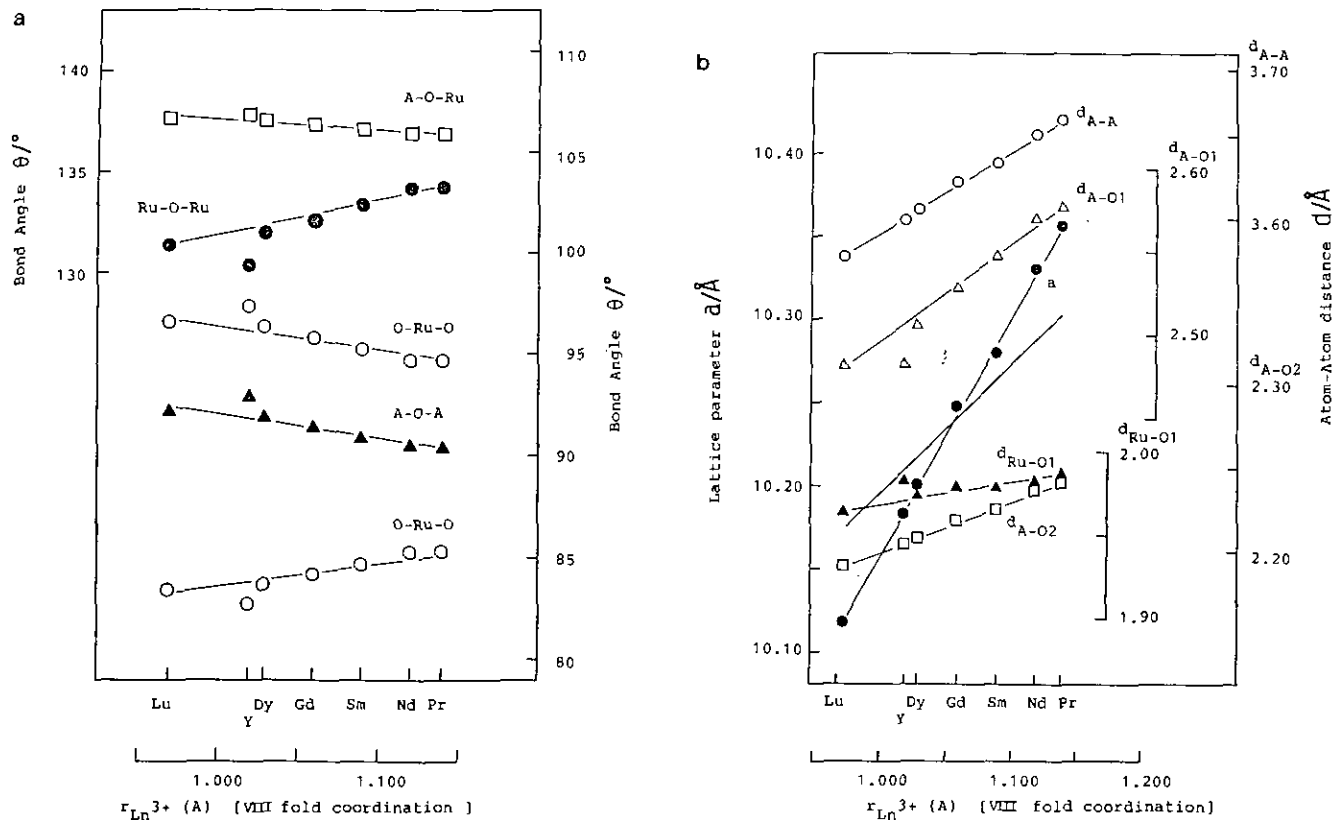 a
Bond Angle θ/°
140
135
130
A-O-Ru
Ru-O-Ru
O-Ru-O
A-O-A
O-Ru-O
110
105
100
95
90
85
80
Bond Angle θ/°
Lu Y Dy Gd Sm Nd Pr
1.000 1.100
rLn3+ (A) [VIII fold coordination ]
b
Lattice parameter a/Å
10.40
10.30
10.20
10.10
dA-A
dA-O1
a
dRu-O1
dA-O2
dA-O1
2.60
2.50
dRu-O1
2.00
1.90
dA-A
3.70
3.60
dA-O2
2.30
2.20
Atom-Atom distance d/Å
Lu Y Dy Gd Sm Nd Pr
1.000 1.100 1.200
rLn3+ (A) [VIII fold coordination]